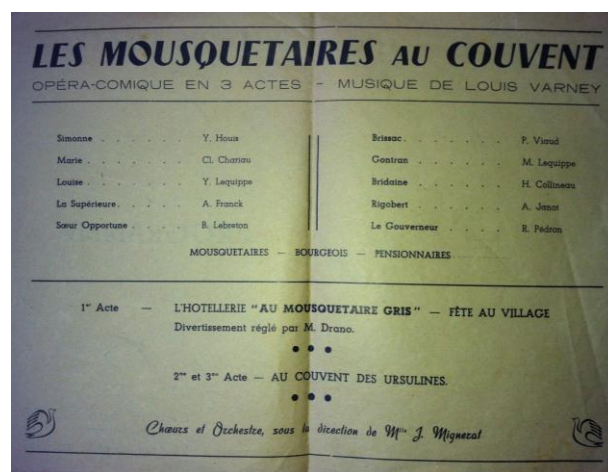 LES MOUSQUETAIRES AU COUVENT
OPÉRA-COMIQUE EN 3 ACTES - MUSIQUE DE LOUIS VARNEY
Simonne . . . . . . Y. Houis
Marie . . . . . . . Cl. Chariau
Louise . . . . . . . Y. Lequippe
La Supérieure . . . . . A. Franck
Sœur Opportune . . . . B. Lebreton
Brissac . . . . . . . P. Viaud
Gontran . . . . . . M. Lequippe
Bridaine . . . . . . H. Collineau
Rigobert . . . . . . A. Janot
Le Gouverneur . . . . R. Pédron
MOUSQUETAIRES — BOURGEOIS — PENSIONNAIRES
1er Acte — L'HOTELLERIE "AU MOUSQUETAIRE GRIS" — FÊTE AU VILLAGE
Divertissement réglé par M. Drano.
2me et 3me Acte — AU COUVENT DES URSULINES.
Chœurs et Orchestre, sous la direction de Mme J. Mignerat